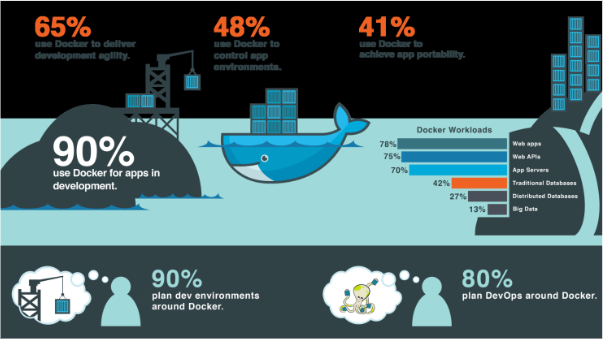 65%
use Docker to deliver
development agility.
48%
use Docker to
control app
environments.
41%
use Docker to
achieve app portability.
90%
use Docker for apps in
development.
Docker Workloads
78% Web apps
75% Web APIs
70% App Servers
42% Traditional Databases
27% Distributed Databases
13% Big Data
90%
plan dev environments
around Docker.
80%
plan DevOps around Docker.